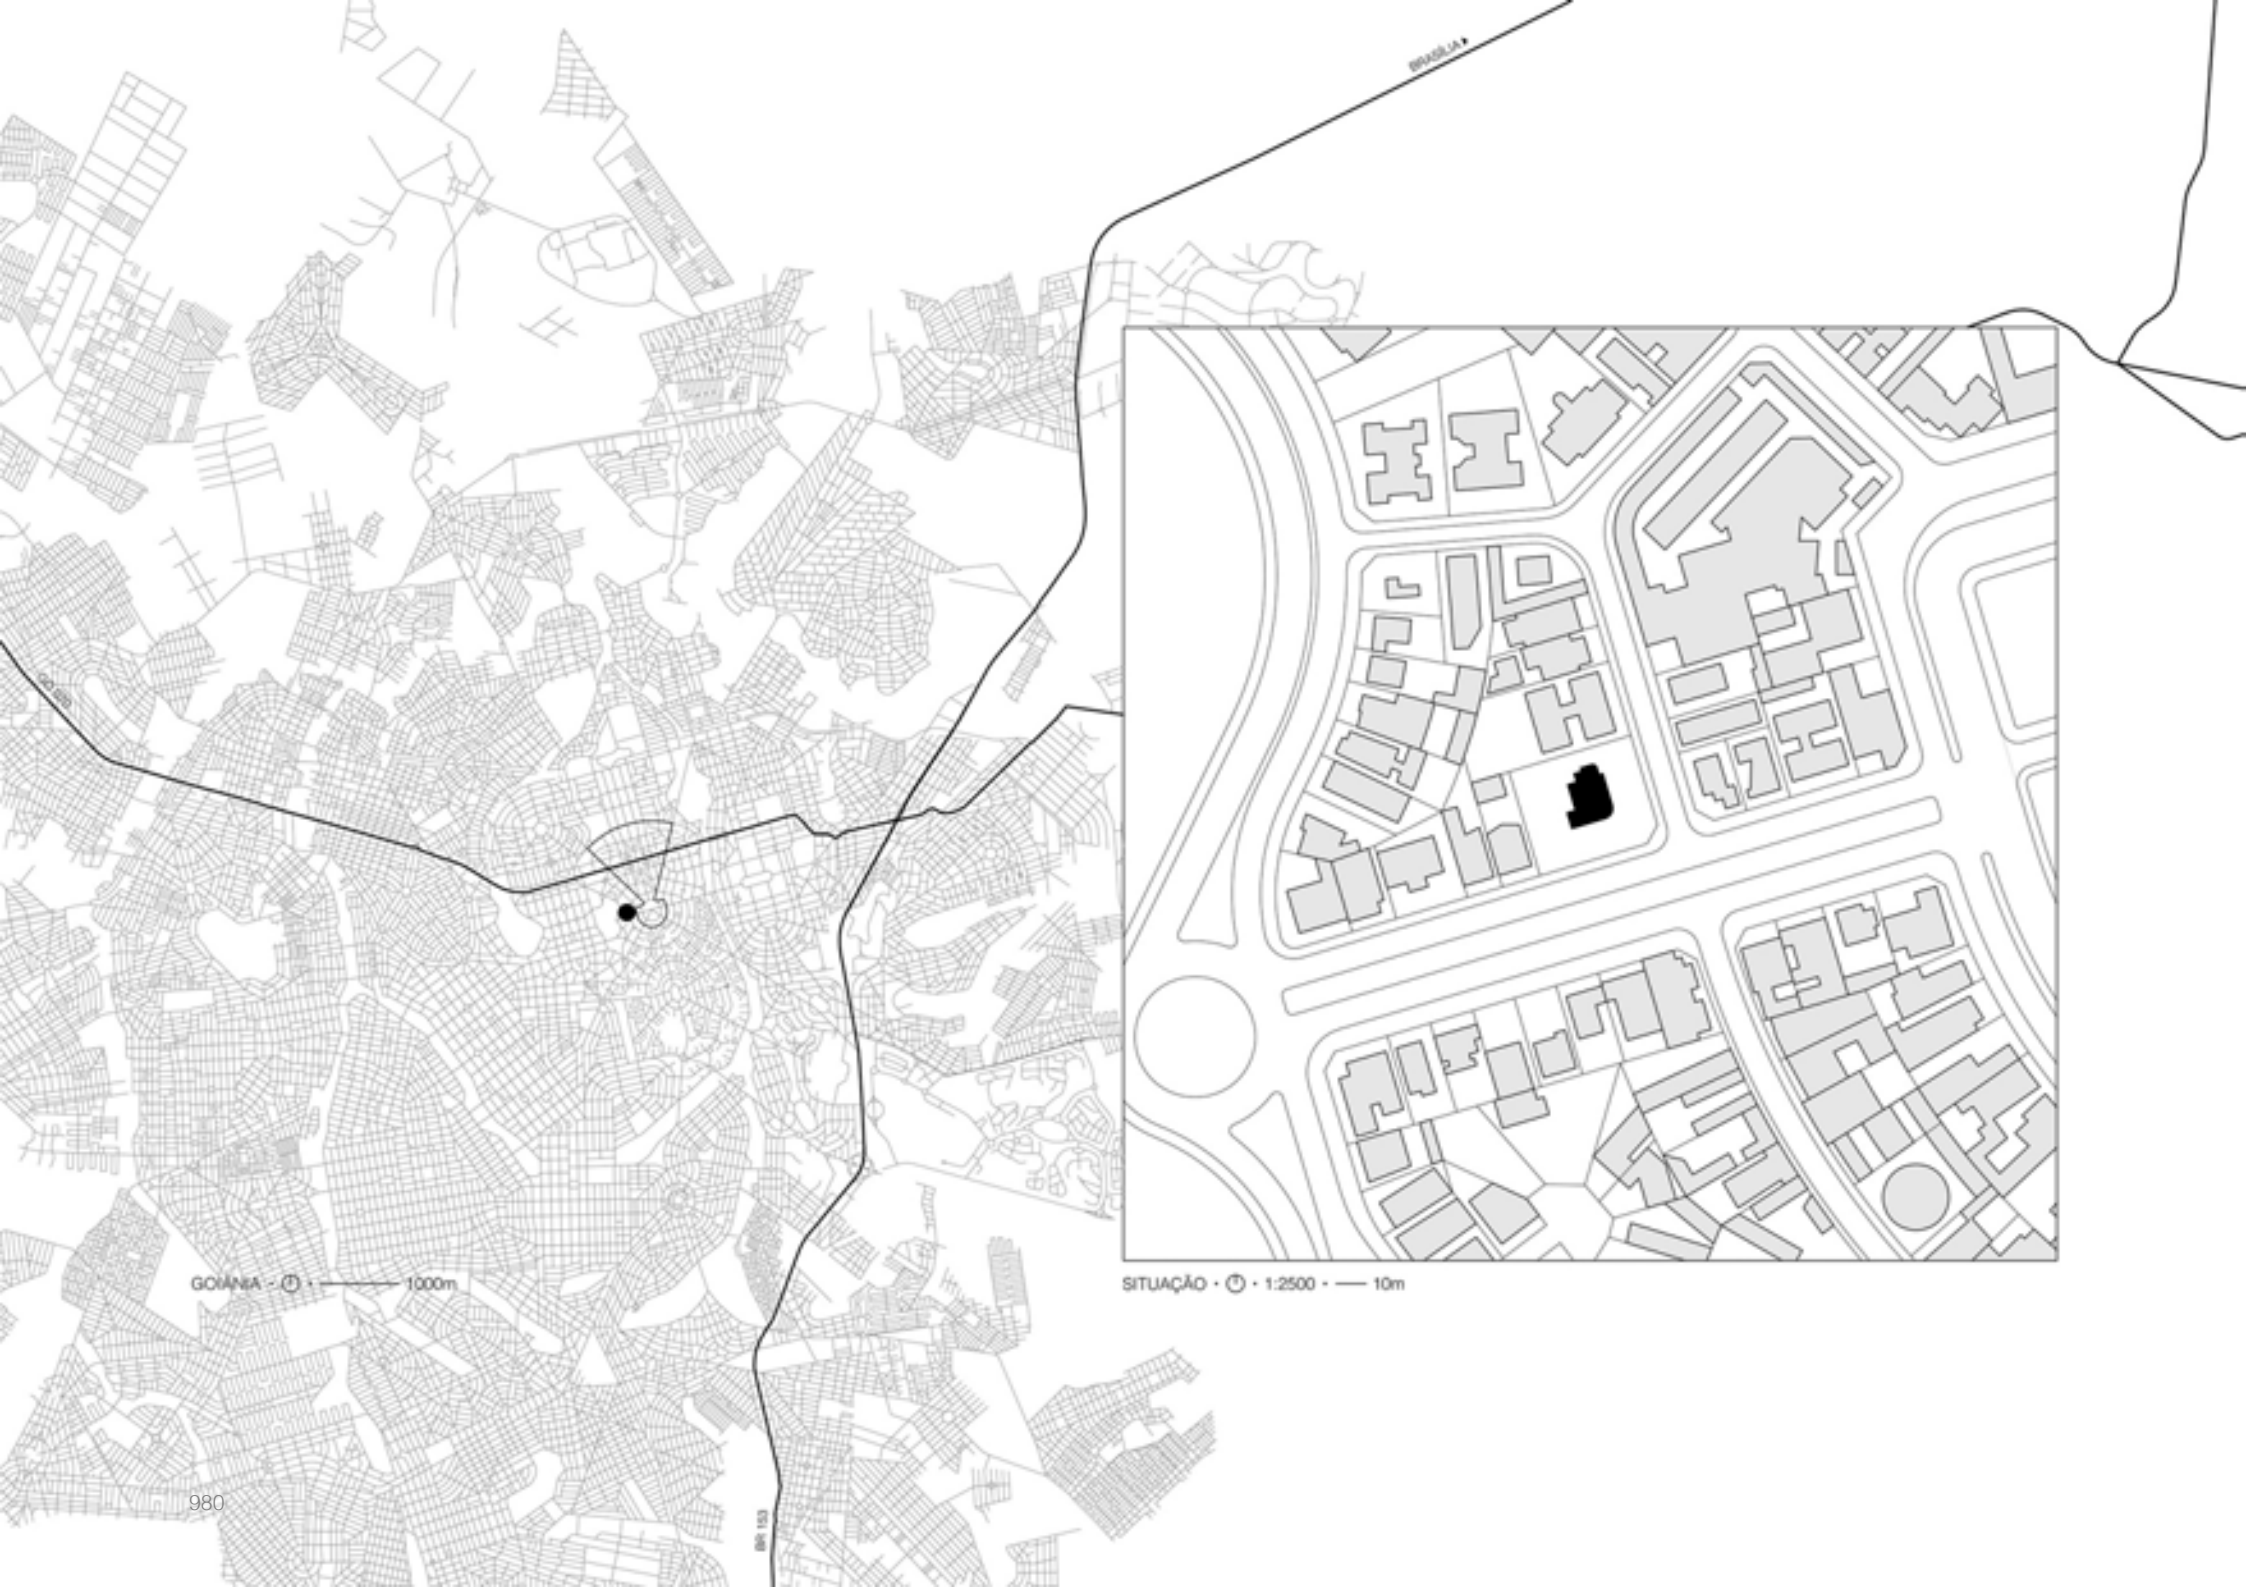 BRASÍLIA
GOIÂNIA · · 1000m
SITUAÇÃO · · 1:2500 · 10m
980
BR 153